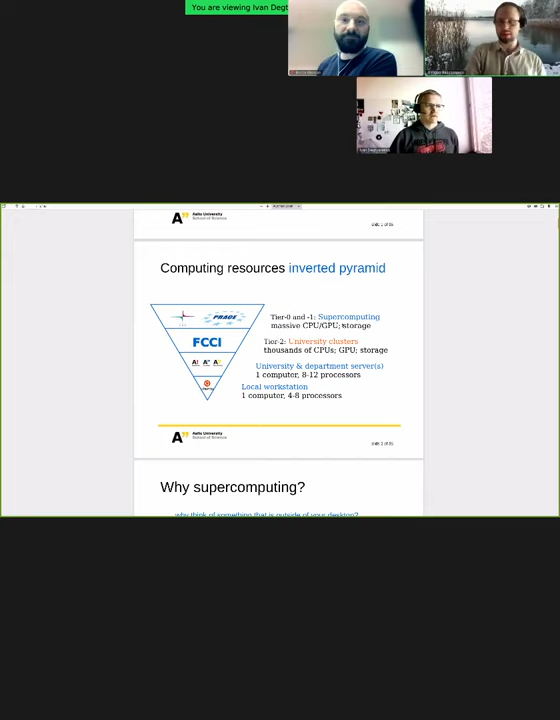 You are viewing Ivan Degt
Aalto University
School of Science
Computing resources inverted pyramid
PRACE
Tier-0 and -1: Supercomputing
massive CPU/GPU; storage
FCCI
Tier-2: University clusters
thousands of CPUs; GPU; storage
University & department server(s)
1 computer, 8-12 processors
Local workstation
1 computer, 4-8 processors
Aalto University
School of Science
Why supercomputing?
why think of something that is outside of your desktop?